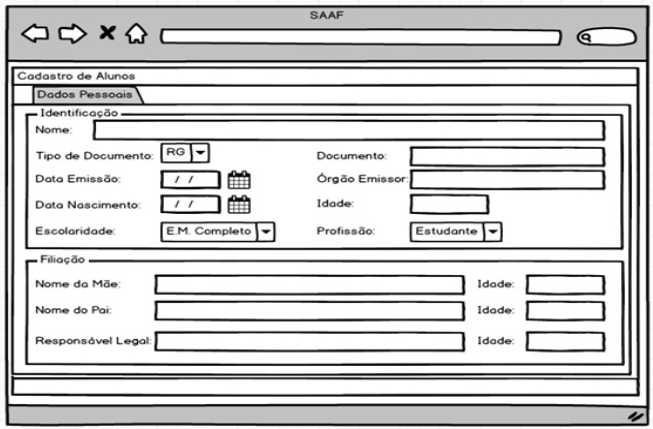 SAAF
Cadastro de Alunos
Dados Pessoais
Identificação
Nome:
Tipo de Documento: RG Documento:
Data Emissão: / / Órgão Emissor:
Data Nascimento: / / Idade:
Escolaridade: E.M. Completo Profissão: Estudante
Filiação
Nome da Mãe: Idade:
Nome do Pai: Idade:
Responsável Legal: Idade: